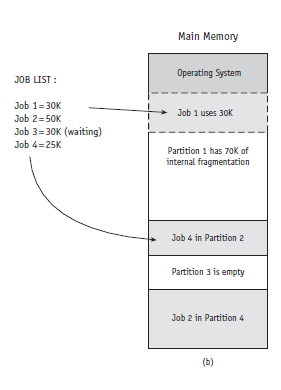 Main Memory
Operating System
JOB LIST :
Job 1=30K
Job 2=50K
Job 3=30K (waiting)
Job 4=25K
Job 1 uses 30K
Partition 1 has 70K of
internal fragmentation
Job 4 in Partition 2
Partition 3 is empty
Job 2 in Partition 4
(b)